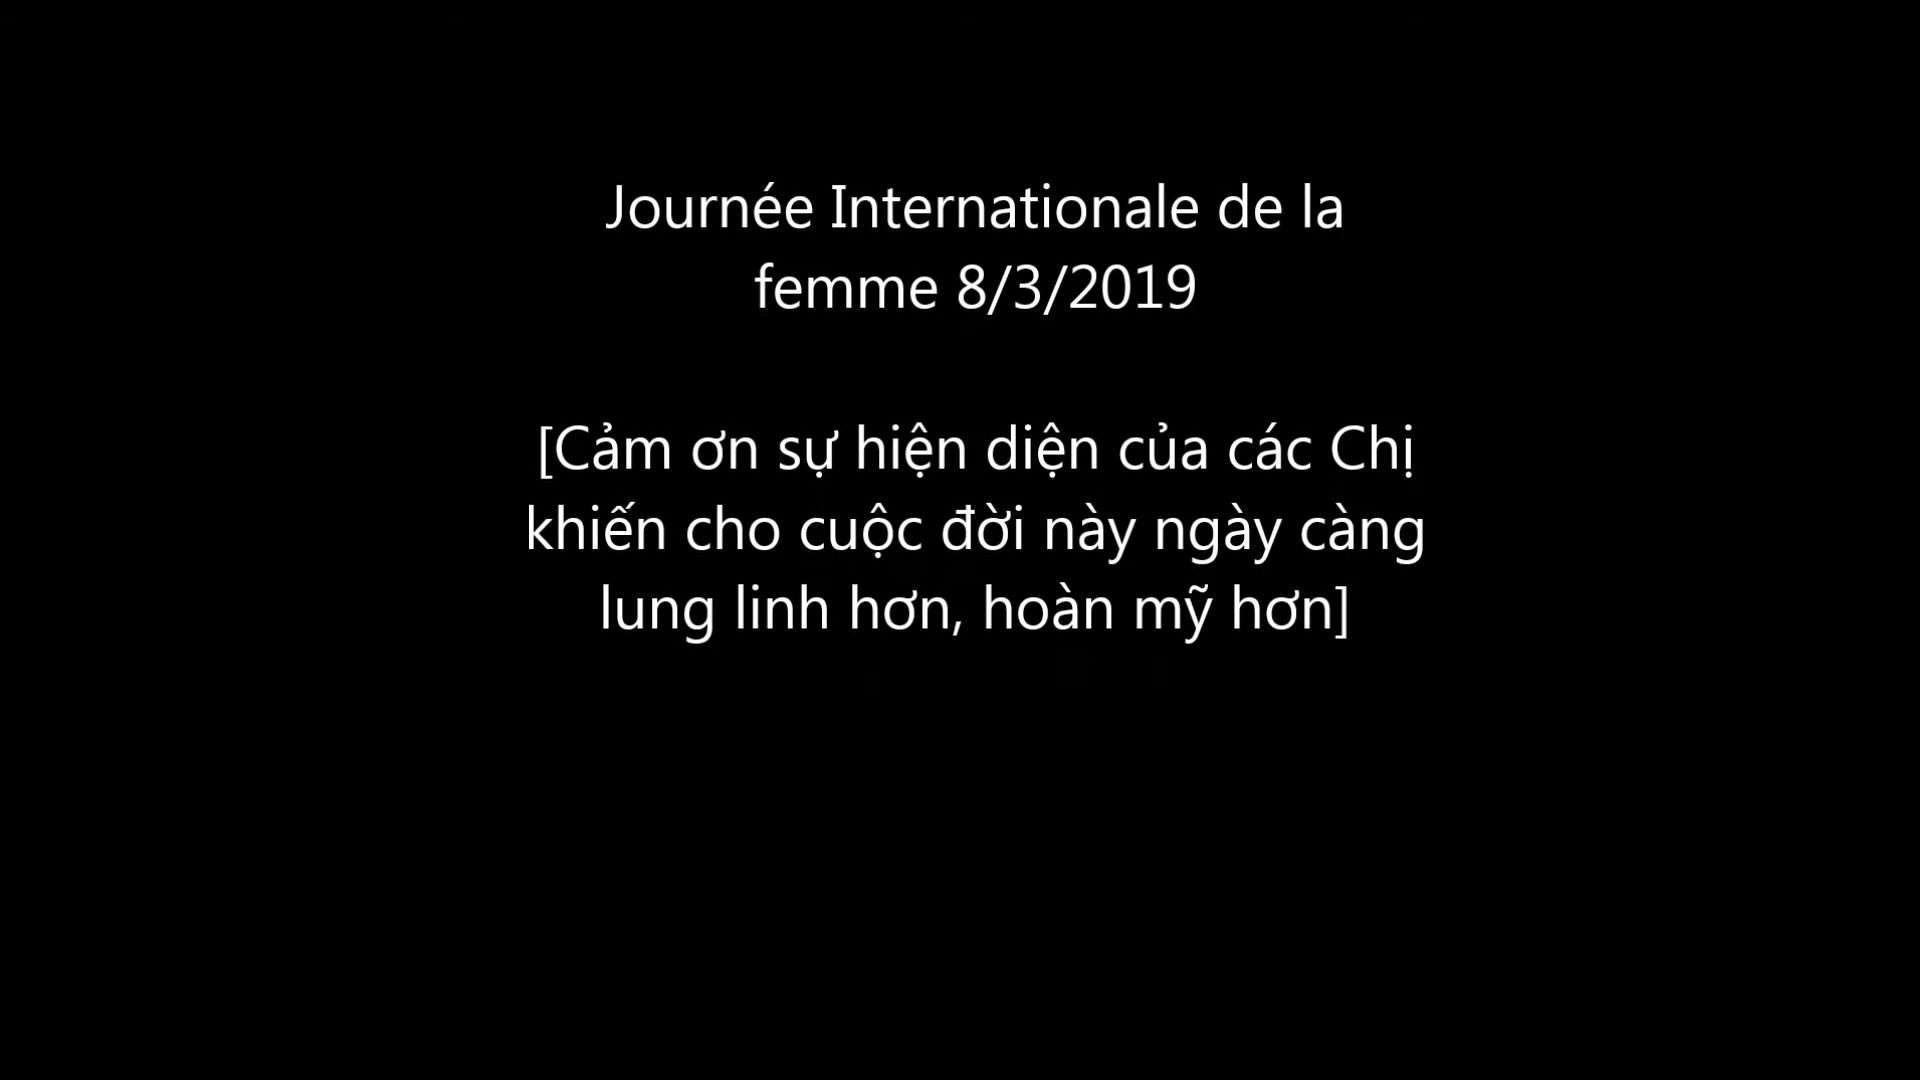 Journée Internationale de la
femme 8/3/2019
[Cảm ơn sự hiện diện của các Chị
khiến cho cuộc đời này ngày càng
lung linh hơn, hoàn mỹ hơn]